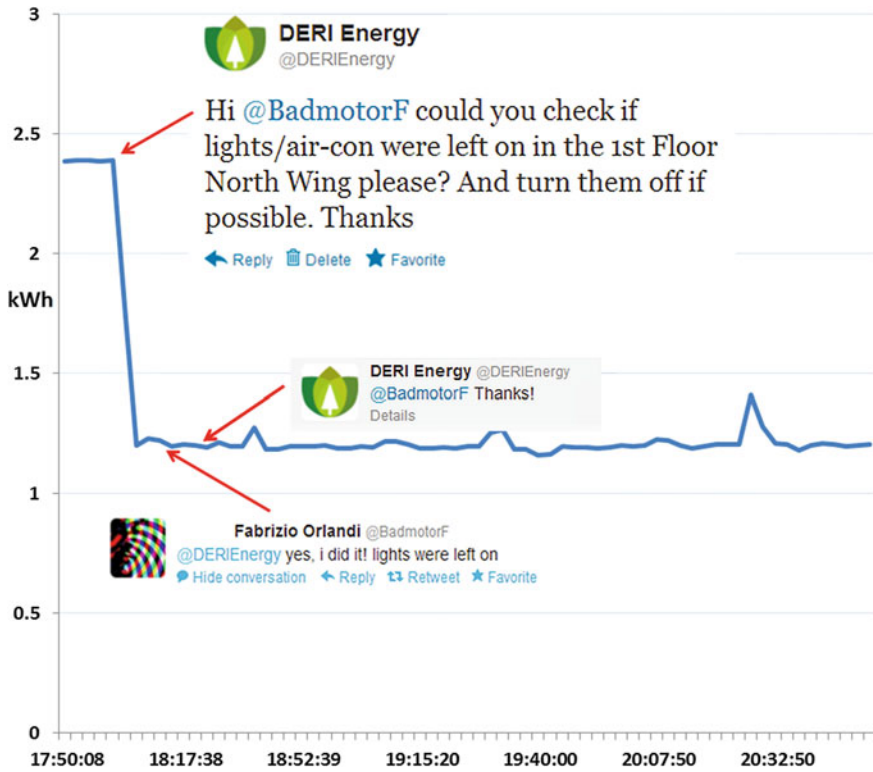 3
DERI Energy
@DERIEnergy
Hi @BadmotorF could you check if
lights/air-con were left on in the 1st Floor
North Wing please? And turn them off if
possible. Thanks
Reply Delete Favorite
2.5
2
kWh
1.5
DERI Energy @DERIEnergy
@BadmotorF Thanks!
Details
1
Fabrizio Orlandi @BadmotorF
@DERIEnergy yes, i did it! lights were left on
Hide conversation Reply Retweet Favorite
0.5
0
17:50:08 18:17:38 18:52:39 19:15:20 19:40:00 20:07:50 20:32:50